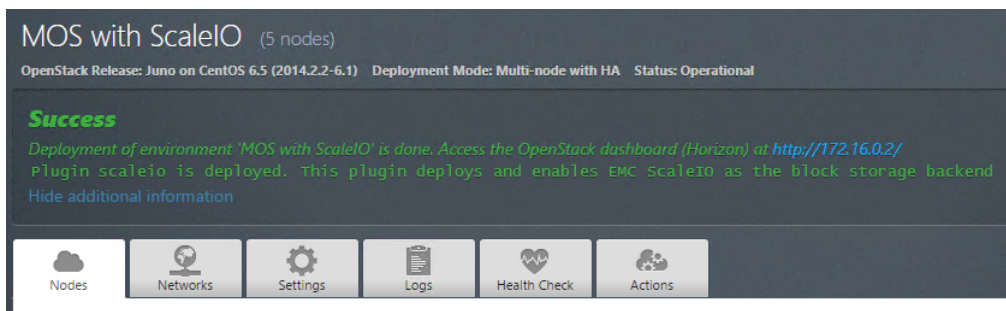 MOS with ScaleIO (5 nodes)
OpenStack Release: Juno on CentOS 6.5 (2014.2.2-6.1) Deployment Mode: Multi-node with HA Status: Operational
Success
Deployment of environment 'MOS with ScaleIO' is done. Access the OpenStack dashboard (Horizon) at http://172.16.0.2/
Plugin scaleio is deployed. This plugin deploys and enables EMC ScaleIO as the block storage backend
Hide additional information
Nodes Networks Settings Logs Health Check Actions